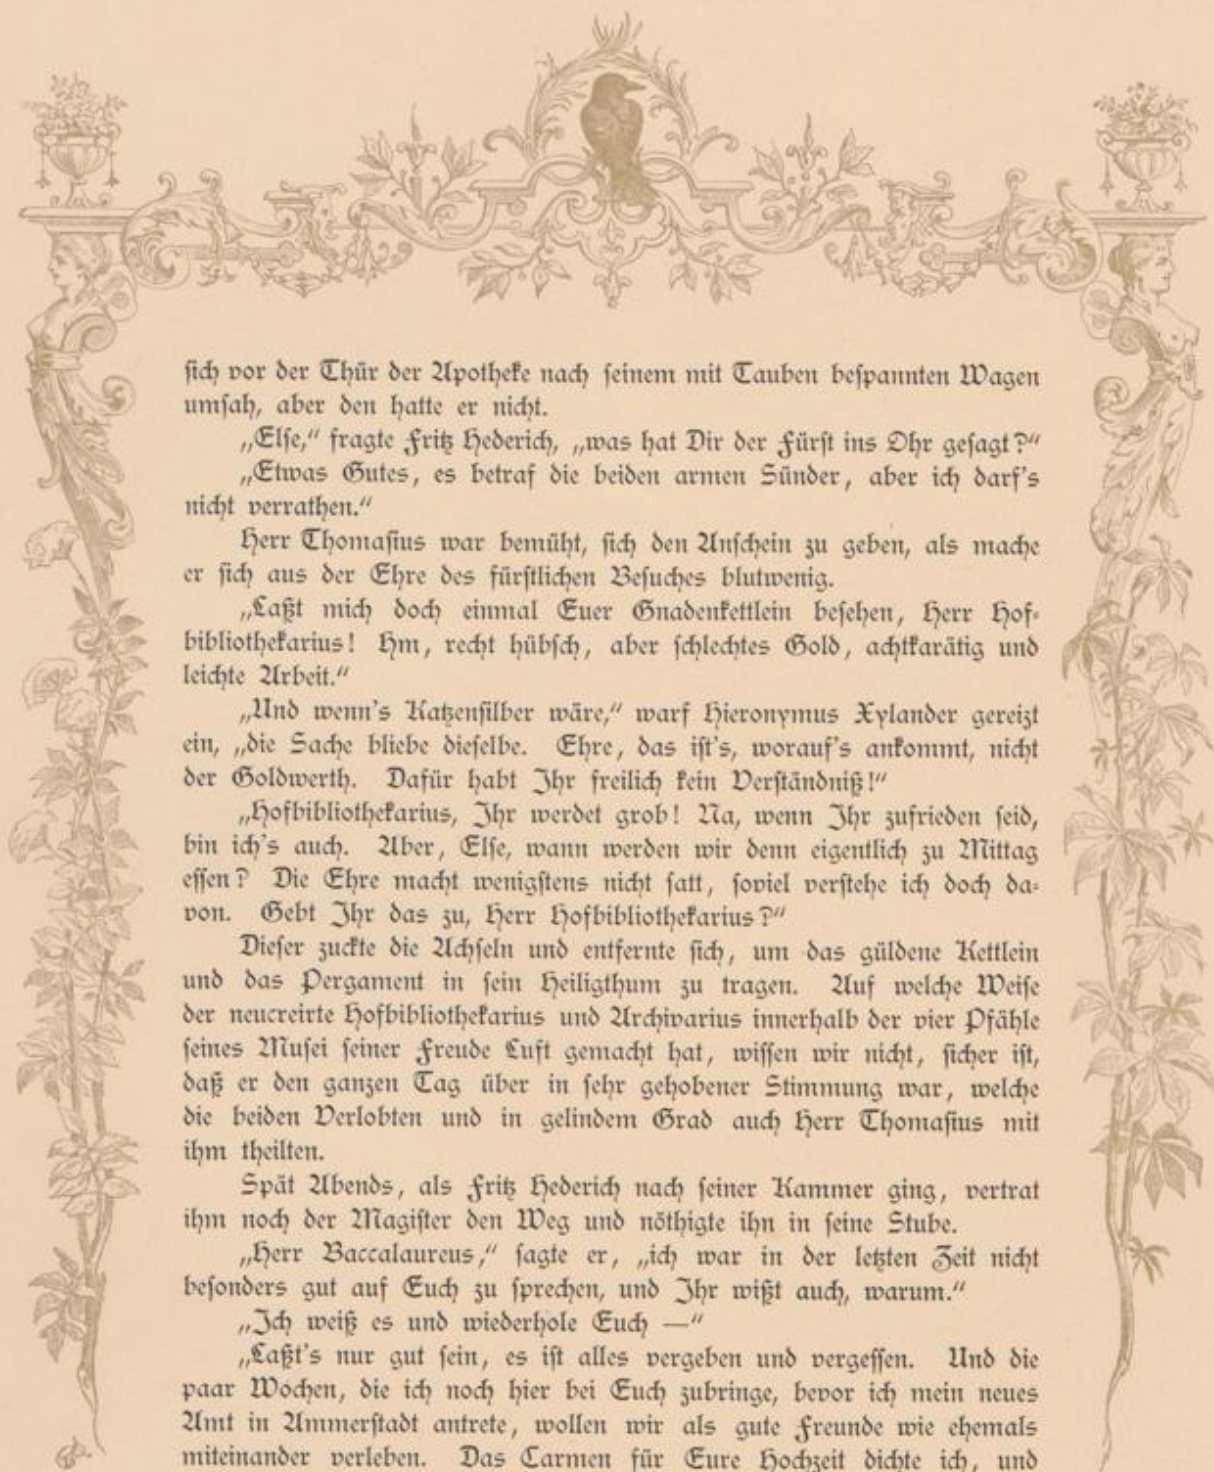 sich vor der Thür der Apotheke nach seinem mit Tauben bespannten Wagen
umsah, aber den hatte er nicht.
„Else,“ fragte Fritz Hederich, „was hat Dir der Fürst ins Ohr gesagt?“
„Etwas Gutes, es betraf die beiden armen Sünder, aber ich darf's
nicht verrathen.“
Herr Thomasius war bemüht, sich den Anschein zu geben, als mache
er sich aus der Ehre des fürstlichen Besuches blutwenig.
„Laßt mich doch einmal Euer Gnadenkettlein besehen, Herr Hof-
bibliothekarius! Hm, recht hübsch, aber schlechtes Gold, achtkarätig und
leichte Arbeit.“
„Und wenn's Katzensilber wäre,“ warf Hieronymus Xylander gereizt
ein, „die Sache bliebe dieselbe. Ehre, das ist's, worauf's ankommt, nicht
der Goldwerth. Dafür habt Ihr freilich kein Verständniß!“
„Hofbibliothekarius, Ihr werdet grob! Na, wenn Ihr zufrieden seid,
bin ich's auch. Aber, Else, wann werden wir denn eigentlich zu Mittag
essen? Die Ehre macht wenigstens nicht satt, soviel verstehe ich doch da-
von. Gebt Ihr das zu, Herr Hofbibliothekarius?“
Dieser zuckte die Achseln und entfernte sich, um das güldene Kettlein
und das Pergament in sein Heiligthum zu tragen. Auf welche Weise
der neucreirte Hofbibliothekarius und Archivarius innerhalb der vier Pfähle
seines Musei seiner Freude Luft gemacht hat, wissen wir nicht, sicher ist,
daß er den ganzen Tag über in sehr gehobener Stimmung war, welche
die beiden Verlobten und in gelindem Grad auch Herr Thomasius mit
ihm theilten.
Spät Abends, als Fritz Hederich nach seiner Kammer ging, vertrat
ihm noch der Magister den Weg und nöthigte ihn in seine Stube.
„Herr Baccalaureus,“ sagte er, „ich war in der letzten Zeit nicht
besonders gut auf Euch zu sprechen, und Ihr wißt auch, warum.“
„Ich weiß es und wiederhole Euch —“
„Laßt's nur gut sein, es ist alles vergeben und vergessen. Und die
paar Wochen, die ich noch hier bei Euch zubringe, bevor ich mein neues
Amt in Ammerstadt antrete, wollen wir als gute Freunde wie ehemals
miteinander verleben. Das Carmen für Eure Hochzeit dichte ich, und